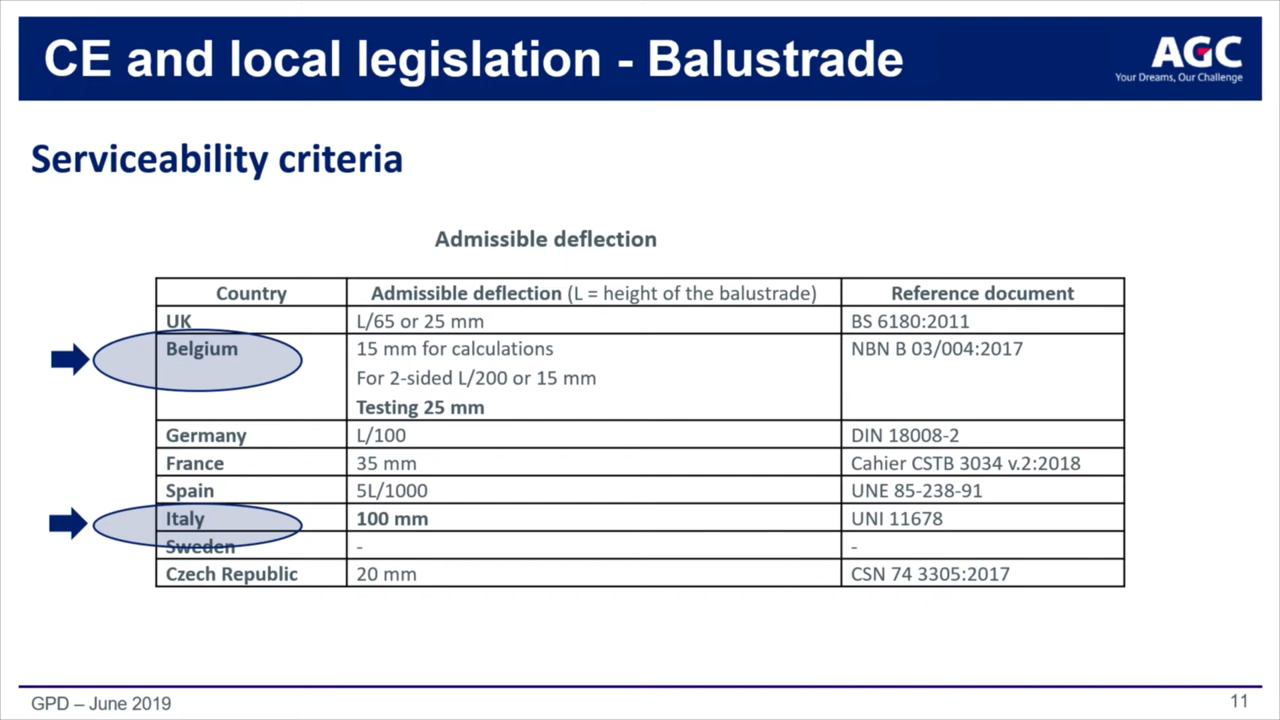 CE and local legislation - Balustrade
AGC
Your Dreams, Our Challenge
Serviceability criteria
Admissible deflection
Country Admissible deflection (L = height of the balustrade) Reference document
UK L/65 or 25 mm BS 6180:2011
Belgium 15 mm for calculations NBN B 03/004:2017
For 2-sided L/200 or 15 mm
Testing 25 mm
Germany L/100 DIN 18008-2
France 35 mm Cahier CSTB 3034 v.2:2018
Spain 5L/1000 UNE 85-238-91
Italy 100 mm UNI 11678
Sweden - -
Czech Republic 20 mm CSN 74 3305:2017
GPD – June 2019
11